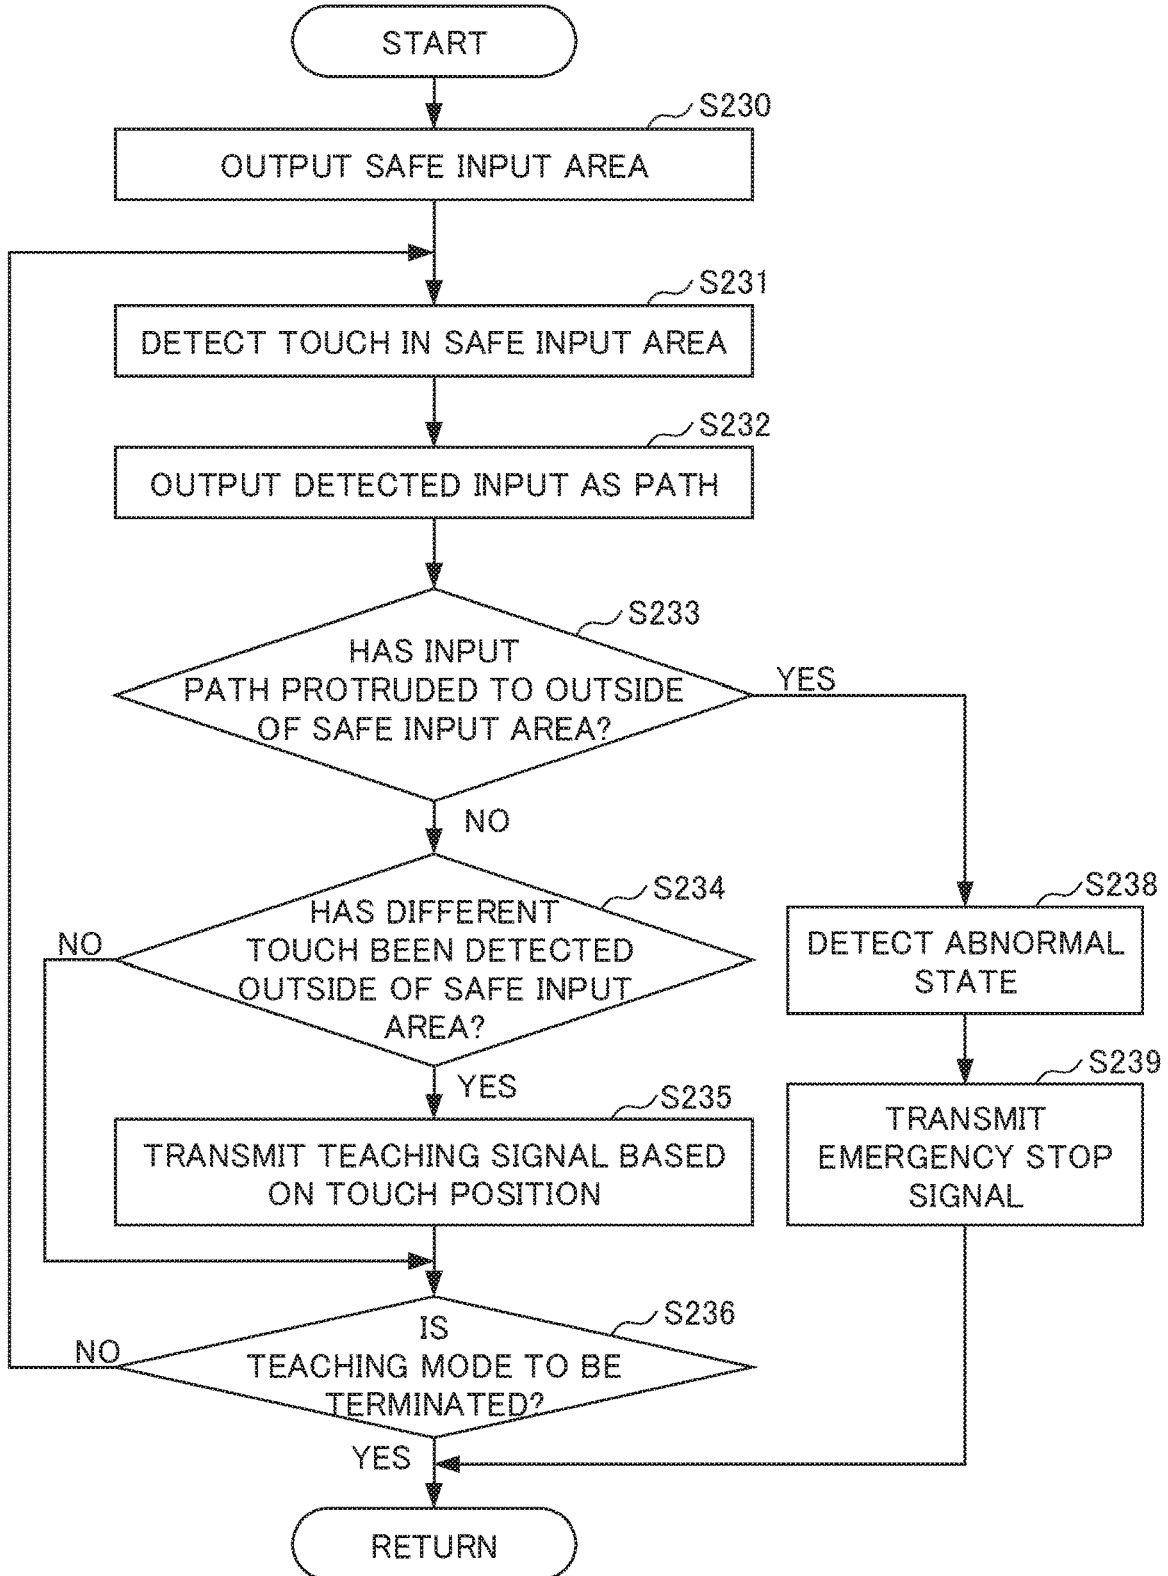 START
S230
OUTPUT SAFE INPUT AREA
S231
DETECT TOUCH IN SAFE INPUT AREA
S232
OUTPUT DETECTED INPUT AS PATH
S233
HAS INPUT
PATH PROTRUDED TO OUTSIDE
OF SAFE INPUT AREA?
YES
NO
S234
HAS DIFFERENT
TOUCH BEEN DETECTED
OUTSIDE OF SAFE INPUT
AREA?
NO
YES
S238
DETECT ABNORMAL
STATE
S235
TRANSMIT TEACHING SIGNAL BASED
ON TOUCH POSITION
S239
TRANSMIT
EMERGENCY STOP
SIGNAL
S236
IS
TEACHING MODE TO BE
TERMINATED?
NO
YES
RETURN